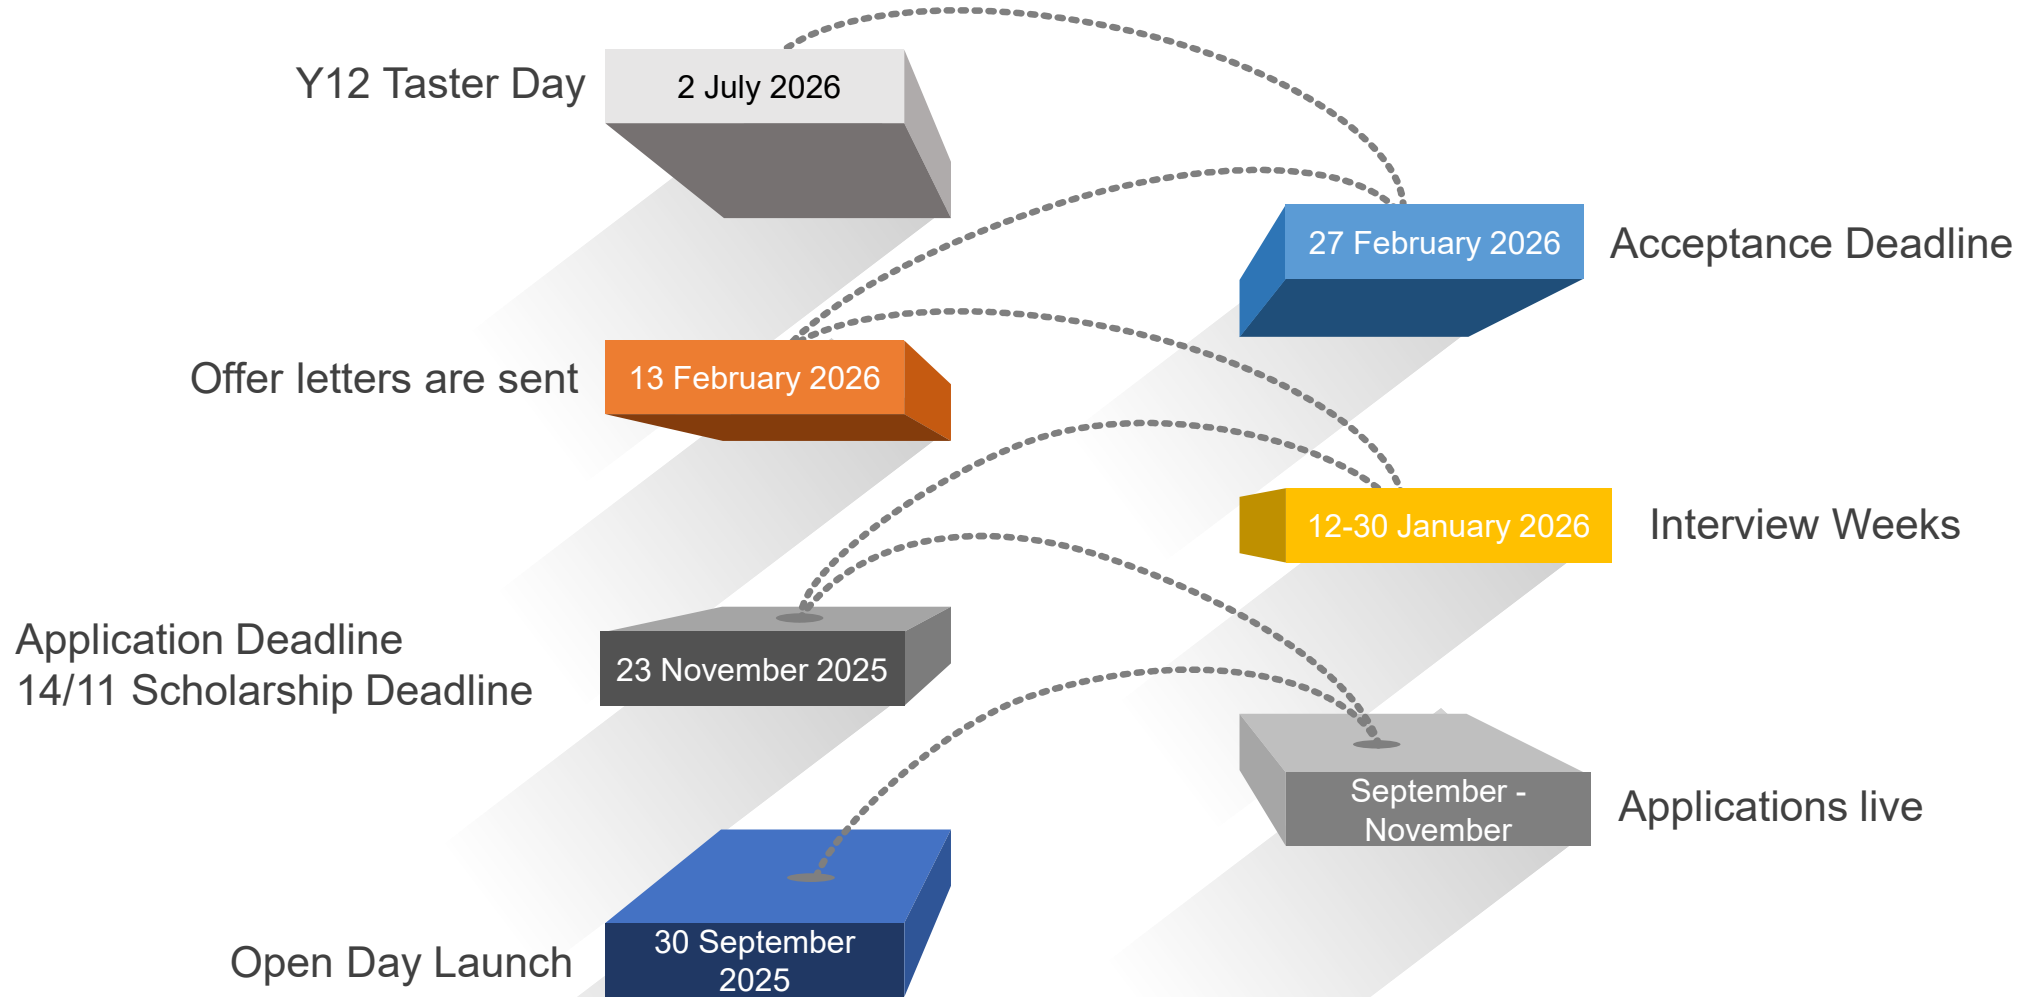 Y12 Taster Day
2 July 2026
27 February 2026
Acceptance Deadline
Offer letters are sent
13 February 2026
12-30 January 2026
Interview Weeks
Application Deadline
14/11 Scholarship Deadline
23 November 2025
September -
November
Applications live
Open Day Launch
30 September
2025